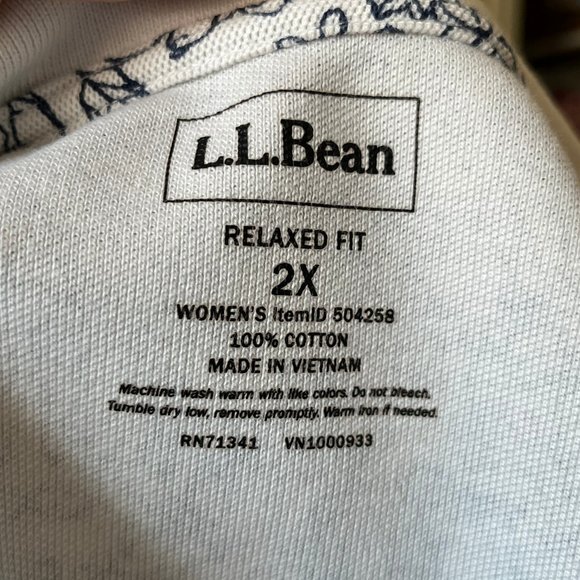 L.L.Bean
RELAXED FIT
2X
WOMEN'S ItemID 504258
100% COTTON
MADE IN VIETNAM
Machine wash warm with like colors. Do not bleach.
Tumble dry low, remove promptly. Warm iron if needed.
RN71341 VN1000933